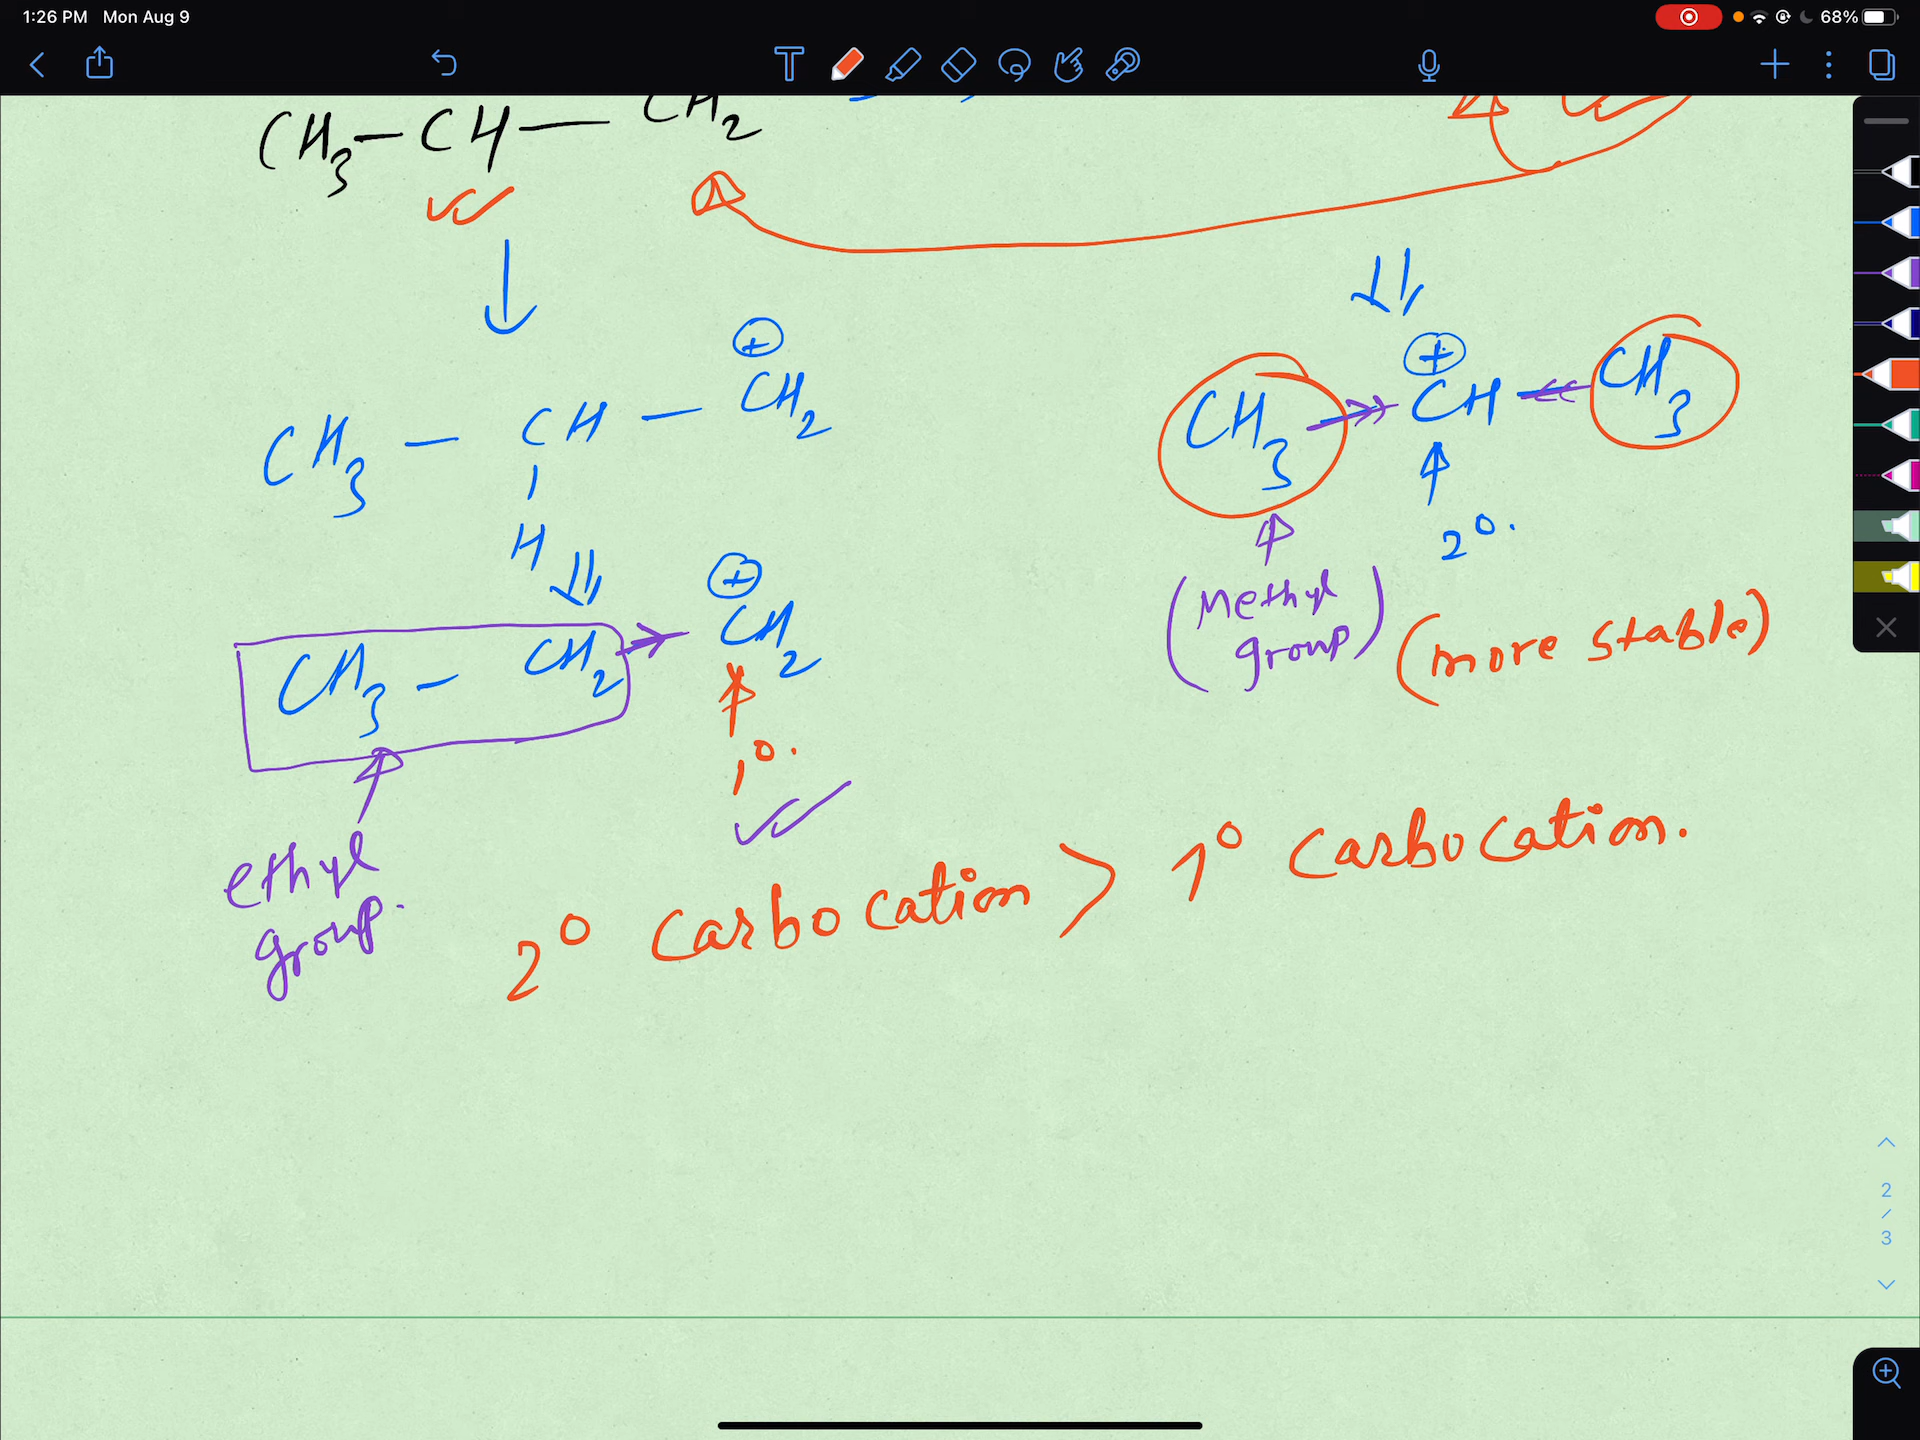 1:26 PM Mon Aug 9
68%
CH3 — CH — CH2
⊕
CH3 — CH — CH2
H
⊕
CH3 — CH2 → CH2
1°.
ethyl
group.
⊕
CH3 CH CH3
2°.
(Methyl
group)
(more stable)
2° carbocation > 1° carbocation.
2
/
3